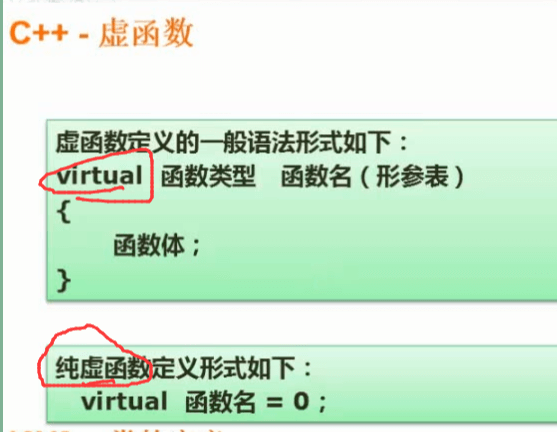 C++ - 虚函数
虚函数定义的一般语法形式如下：
virtual 函数类型 函数名（形参表）
{
函数体；
}
纯虚函数定义形式如下：
virtual 函数名 = 0；